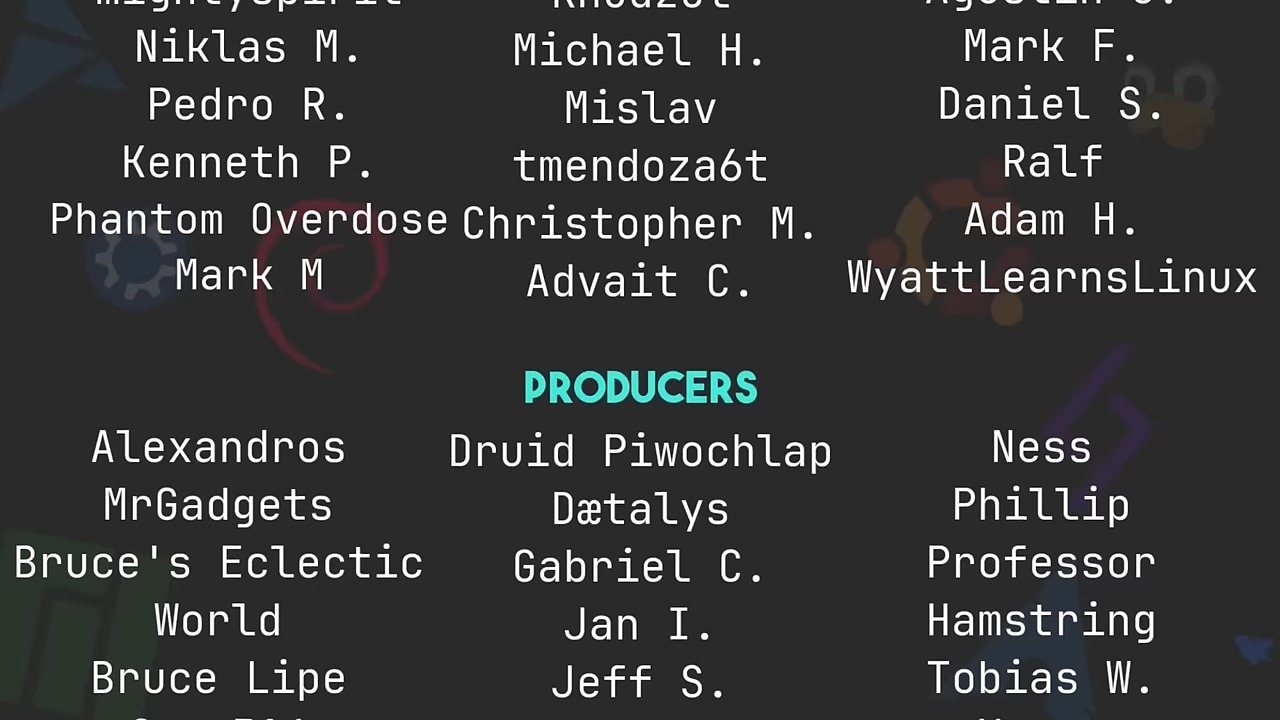 Niklas M.
Michael H.
Mark F.
Pedro R.
Mislav
Daniel S.
Kenneth P.
tmendoza6t
Ralf
Phantom Overdose
Christopher M.
Adam H.
Mark M
Advait C.
WyattLearnsLinux
PRODUCERS
Alexandros
Druid Piwochlap
Ness
MrGadgets
Dætalys
Phillip
Bruce's Eclectic
Gabriel C.
Professor
World
Jan I.
Hamstring
Bruce Lipe
Jeff S.
Tobias W.